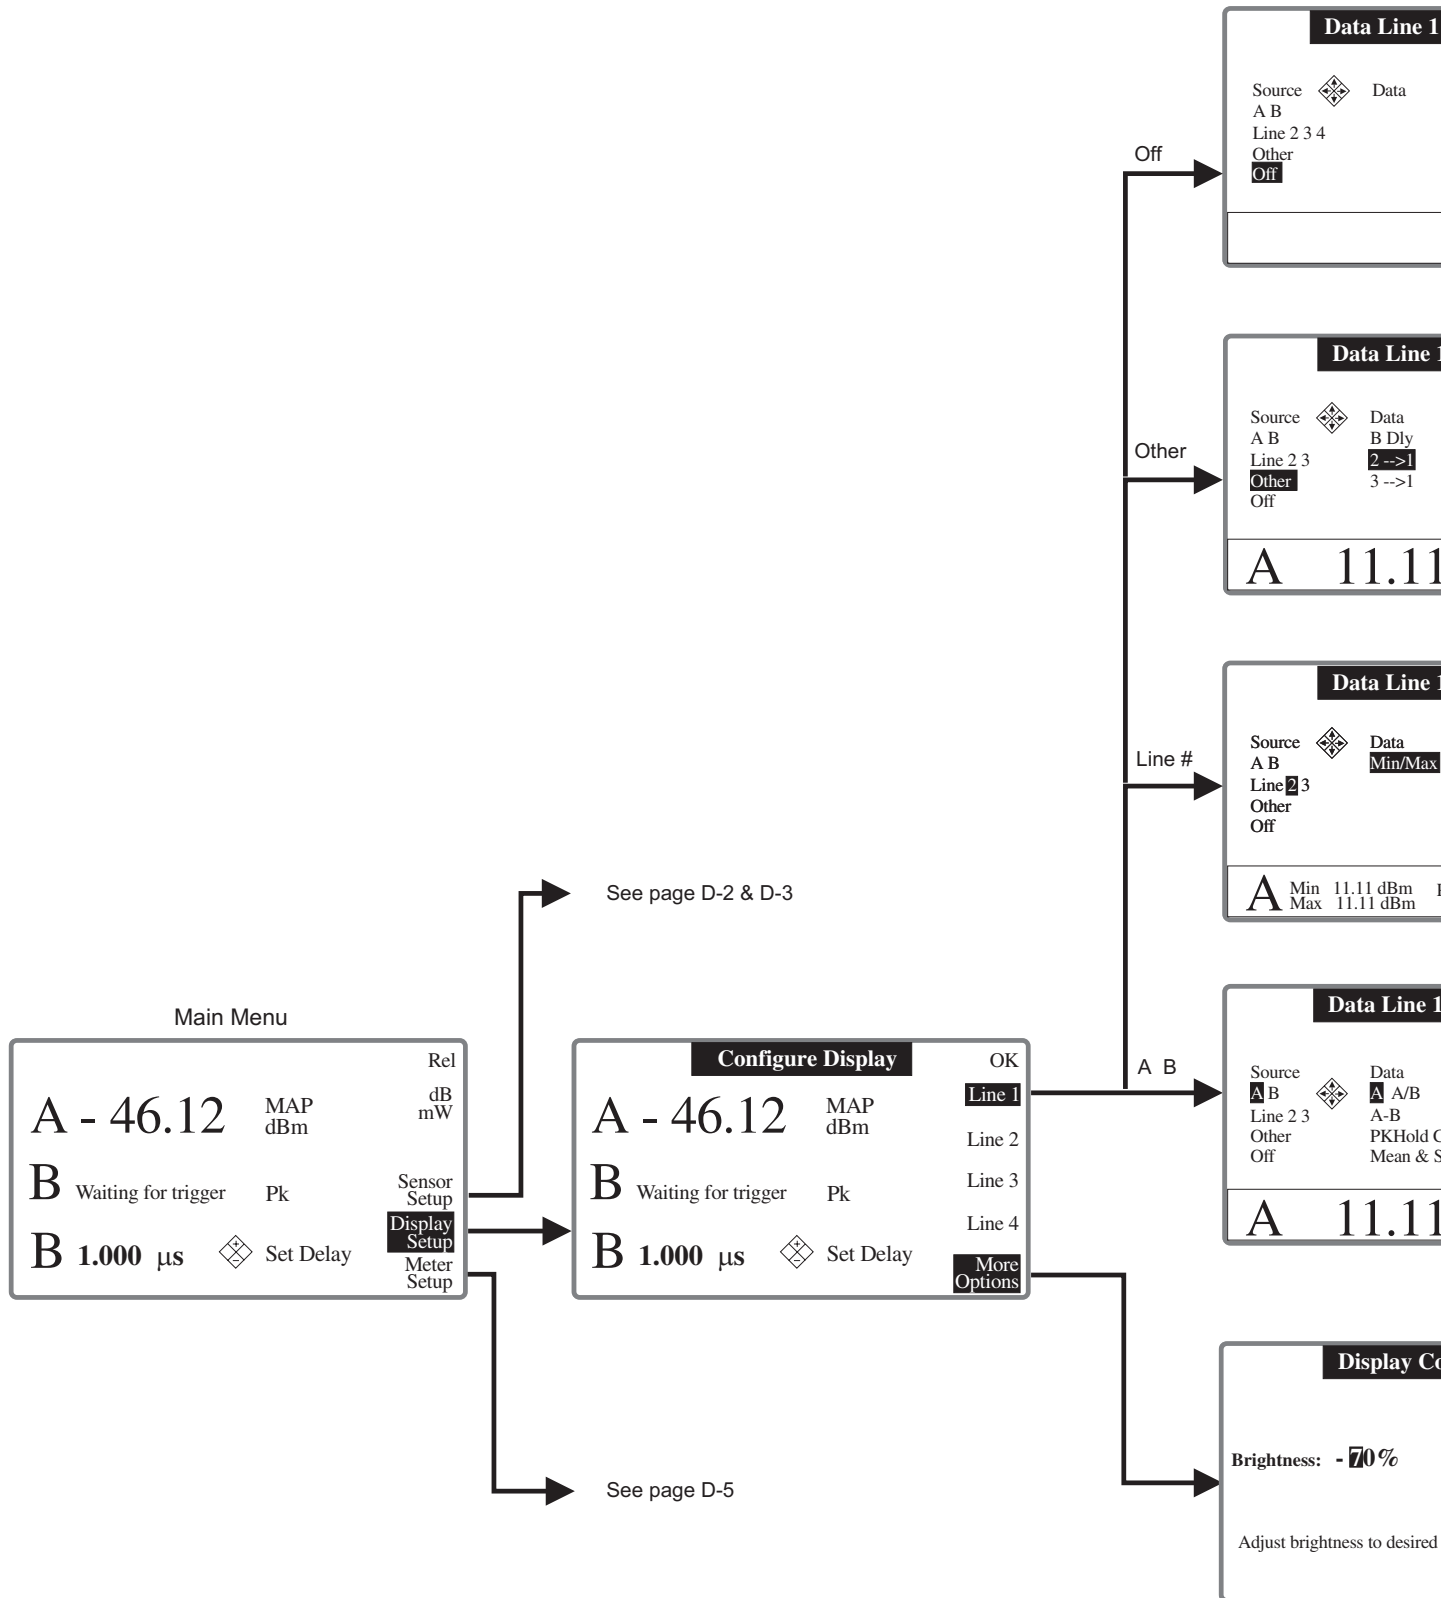 Data Line 1
Source Data
A B
Line 2 3 4
Other
Off
Off
Data Line
Source Data
A B B Dly
Line 2 3 2 -->1
Other 3 -->1
Off
A 11.11
Other
Data Line
Source Data
A B Min/Max
Line 2 3
Other
Off
A Min 11.11 dBm
Max 11.11 dBm
Line #
See page D-2 & D-3
Data Line 1
Source Data
A B A A/B
Line 2 3 A-B
Other PKHold
Off Mean &
A 11.11
A B
Main Menu
Rel
dB
mW
A - 46.12 MAP
dBm
B Waiting for trigger Pk
Sensor
Setup
Display
Setup
B 1.000 µs + - Set Delay
Meter
Setup
Configure Display OK
Line 1
A - 46.12 MAP
dBm
Line 2
B Waiting for trigger Pk
Line 3
Line 4
B 1.000 µs + - Set Delay
More
Options
Display
Brightness: - 70%
Adjust brightness to desired
See page D-5